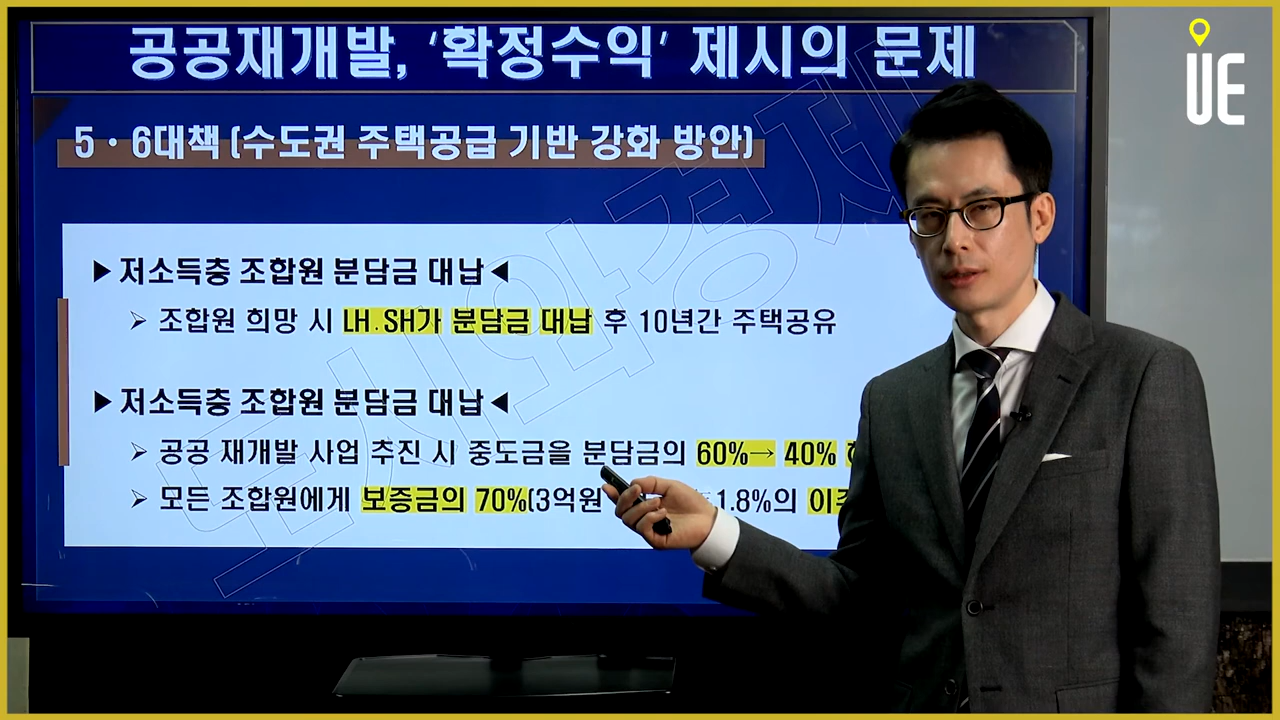 공공재개발, '확정수익' 제시의 문제
UE
5 · 6대책 (수도권 주택공급 기반 강화 방안)
▶저소득층 조합원 분담금 대납◀
➢ 조합원 희망 시 LH.SH가 분담금 대납 후 10년간 주택공유
▶저소득층 조합원 분담금 대납◀
➢ 공공 재개발 사업 추진 시 중도금을 분담금의 60%→ 40%
➢ 모든 조합원에게 보증금의 70%(3억원 1.8%의
도시와경제